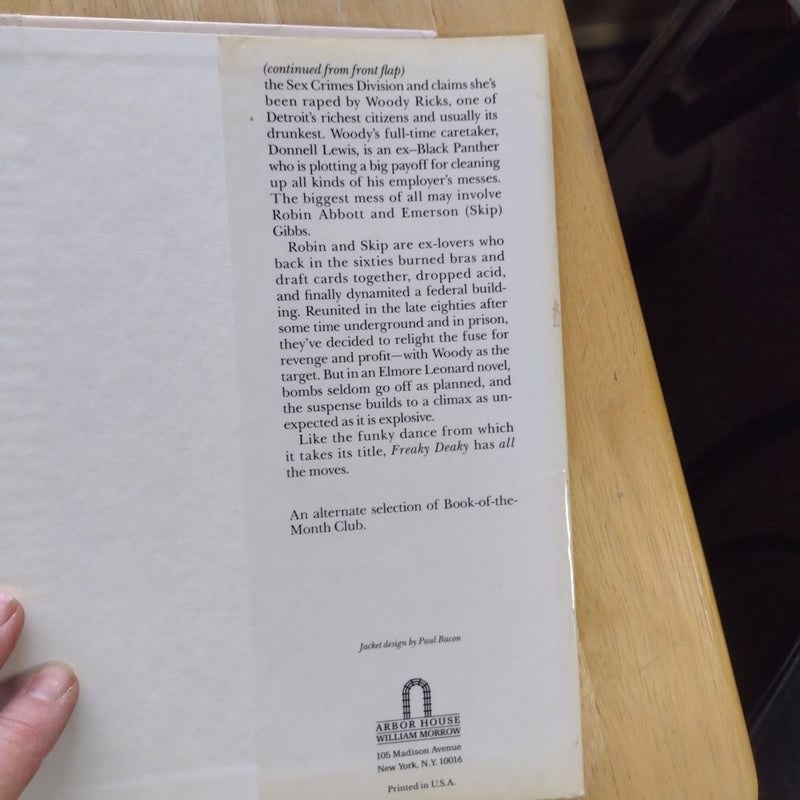 (continued from front flap)
the Sex Crimes Division and claims she's
been raped by Woody Ricks, one of
Detroit's richest citizens and usually its
drunkest. Woody's full-time caretaker,
Donnell Lewis, is an ex–Black Panther
who is plotting a big payoff for cleaning
up all kinds of his employer's messes.
The biggest mess of all may involve
Robin Abbott and Emerson (Skip)
Gibbs.
Robin and Skip are ex-lovers who
back in the sixties burned bras and
draft cards together, dropped acid,
and finally dynamited a federal build-
ing. Reunited in the late eighties after
some time underground and in prison,
they've decided to relight the fuse for
revenge and profit—with Woody as the
target. But in an Elmore Leonard novel,
bombs seldom go off as planned, and
the suspense builds to a climax as un-
expected as it is explosive.
Like the funky dance from which
it takes its title, Freaky Deaky has all
the moves.
An alternate selection of Book-of-the-
Month Club.
Jacket design by Paul Bacon
ARBOR HOUSE
WILLIAM MORROW
105 Madison Avenue
New York, N.Y. 10016
Printed in U.S.A.